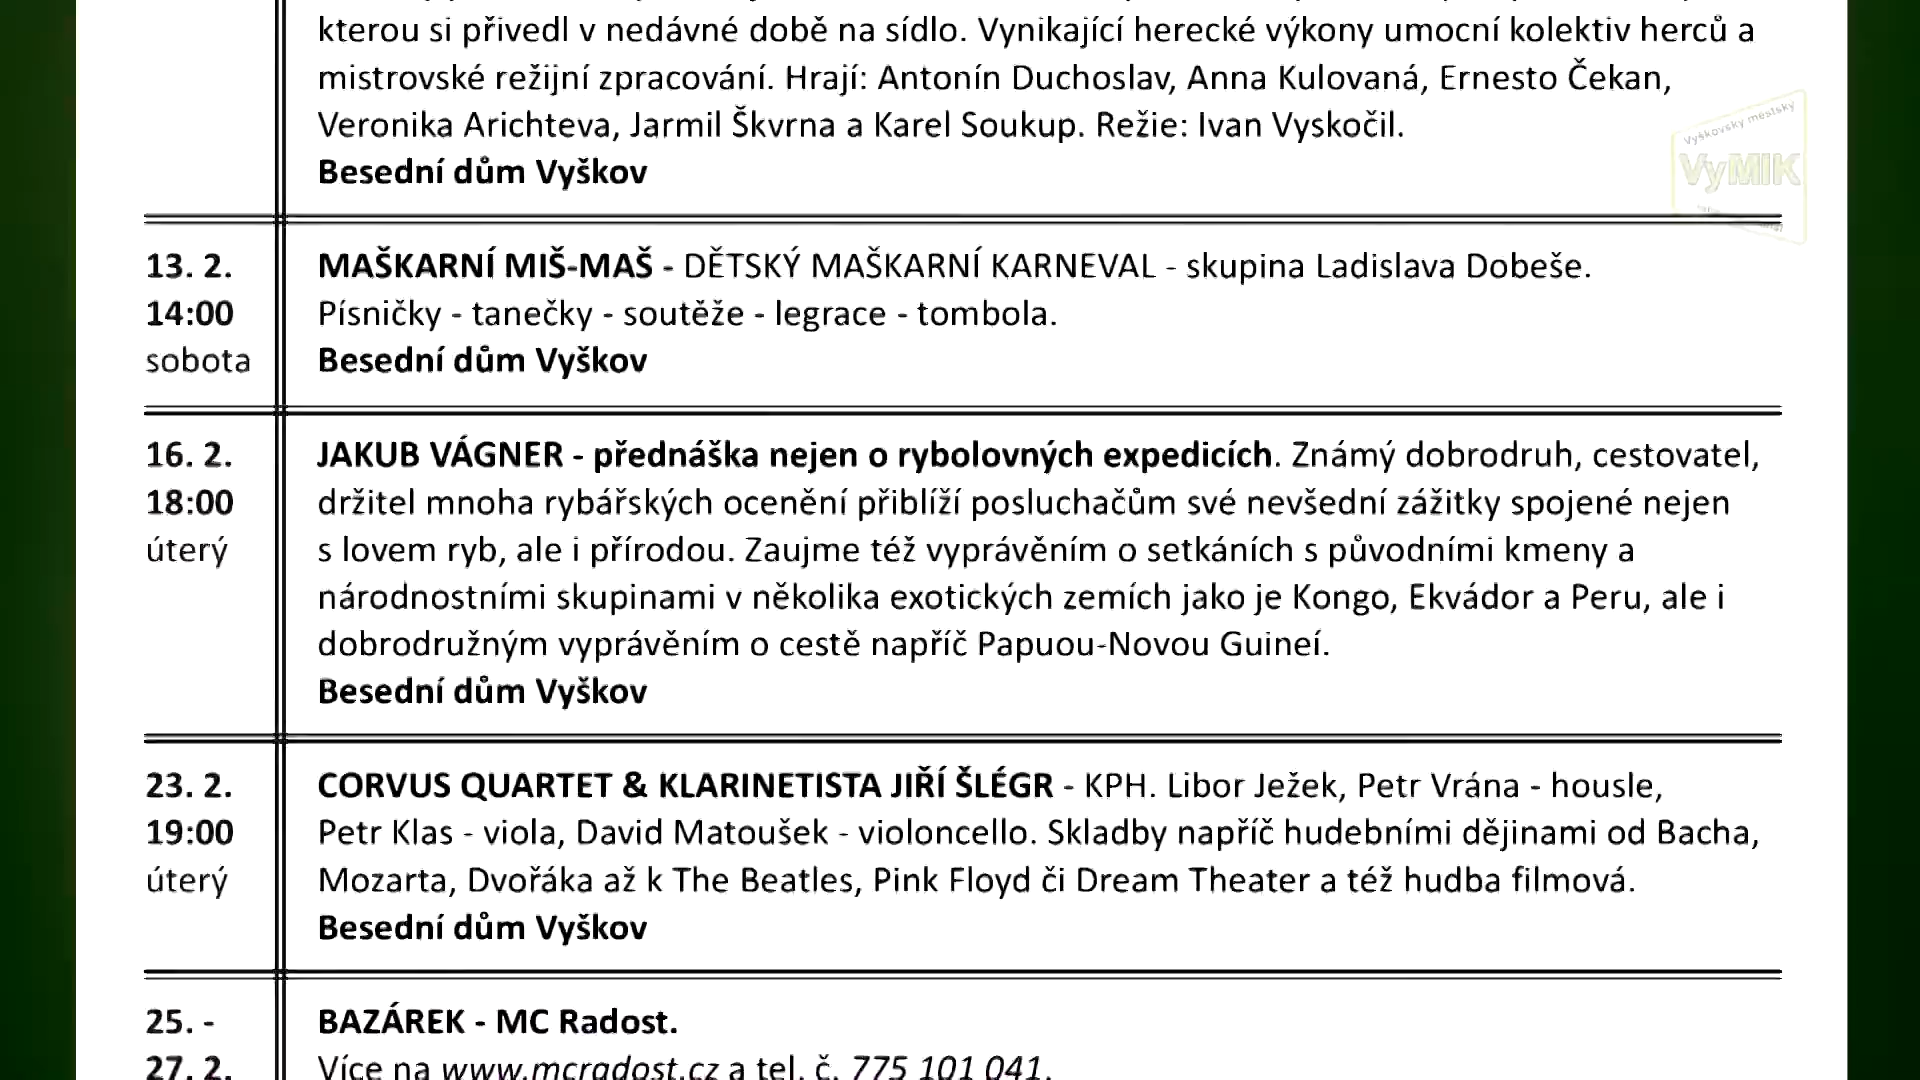 kterou si přivedl v nedávné době na sídlo. Vynikající herecké výkony umocní kolektiv herců a
mistrovské režijní zpracování. Hrají: Antonín Duchoslav, Anna Kulovaná, Ernesto Čekan,
Veronika Arichteva, Jarmil Škvrna a Karel Soukup. Režie: Ivan Vyskočil.
Besední dům Vyškov
Vyškovský městský
VyMIK
13. 2.
14:00
sobota
MAŠKARNÍ MIŠ-MAŠ - DĚTSKÝ MAŠKARNÍ KARNEVAL - skupina Ladislava Dobeše.
Písničky - tanečky - soutěže - legrace - tombola.
Besední dům Vyškov
16. 2.
18:00
úterý
JAKUB VÁGNER - přednáška nejen o rybolovných expedicích. Známý dobrodruh, cestovatel,
držitel mnoha rybářských ocenění přiblíží posluchačům své nevšední zážitky spojené nejen
s lovem ryb, ale i přírodou. Zaujme též vyprávěním o setkáních s původními kmeny a
národnostními skupinami v několika exotických zemích jako je Kongo, Ekvádor a Peru, ale i
dobrodružným vyprávěním o cestě napříč Papuou-Novou Guineí.
Besední dům Vyškov
23. 2.
19:00
úterý
CORVUS QUARTET & KLARINETISTA JIŘÍ ŠLÉGR - KPH. Libor Ježek, Petr Vrána - housle,
Petr Klas - viola, David Matoušek - violoncello. Skladby napříč hudebními dějinami od Bacha,
Mozarta, Dvořáka až k The Beatles, Pink Floyd či Dream Theater a též hudba filmová.
Besední dům Vyškov
25. -
27. 2.
BAZÁREK - MC Radost.
Více na www.mcradost.cz a tel. č. 775 101 041.